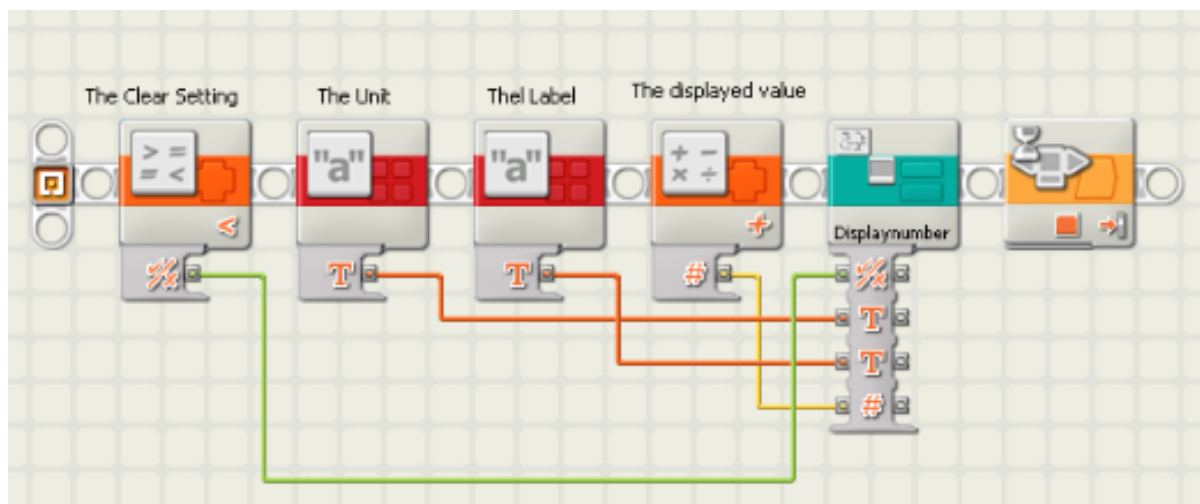 The Clear Setting
The Unit
Thel Label
The displayed value
> =
= <
"a"
"a"
+ −
× ÷
<
+
Displaynumber
T
T
#
T
T
#